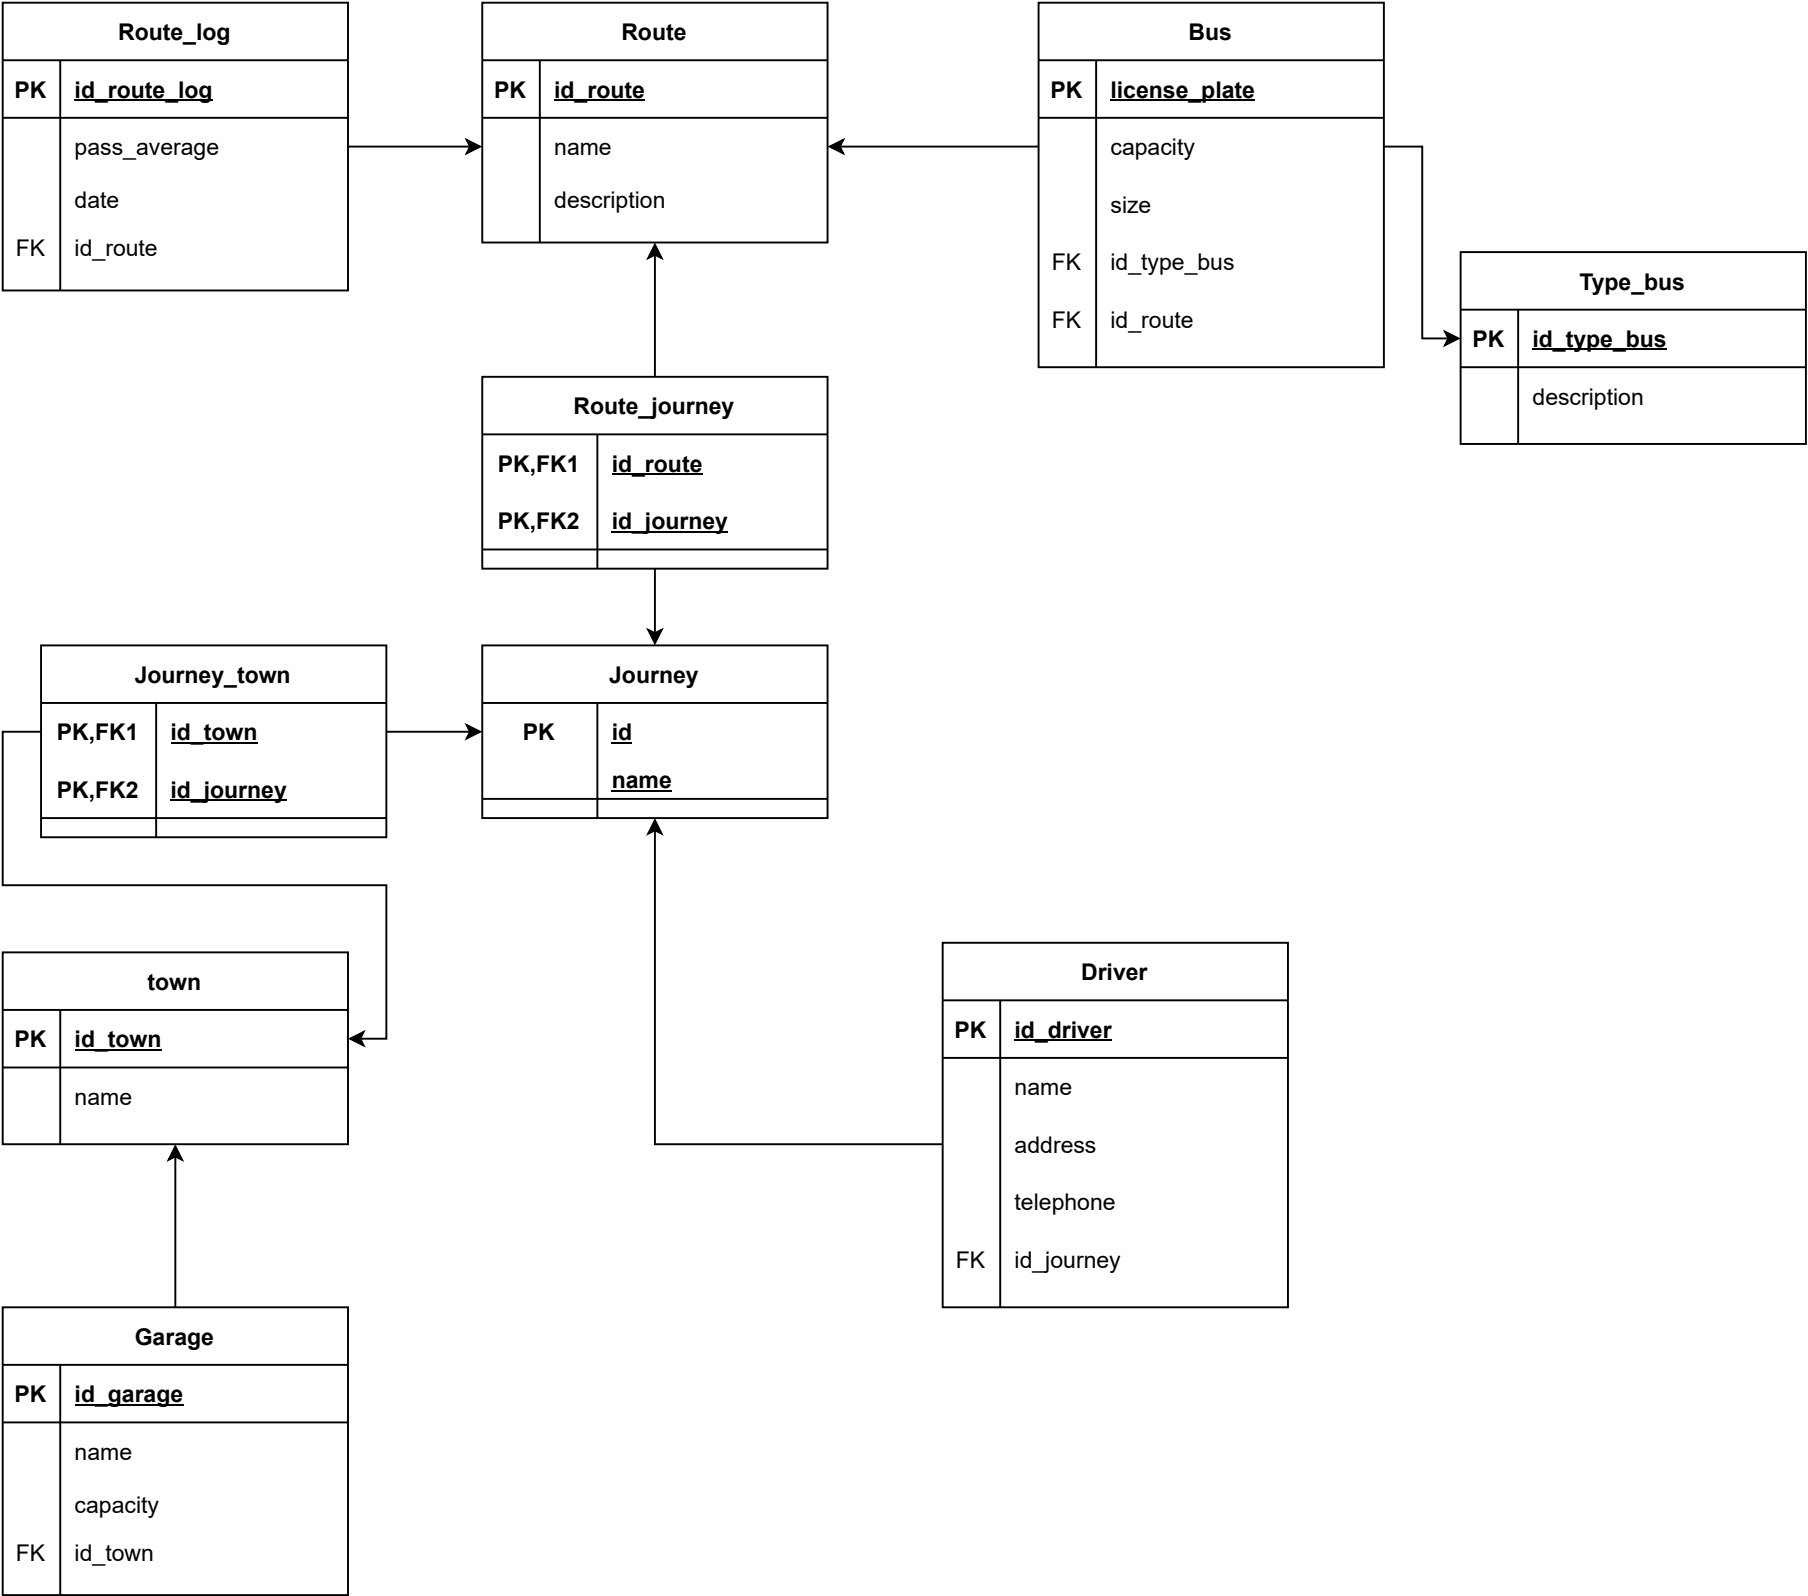 Route_log
PK id_route_log
pass_average
date
FK id_route
Route
PK id_route
name
description
Bus
PK license_plate
capacity
size
FK id_type_bus
FK id_route
Type_bus
PK id_type_bus
description
Route_journey
PK,FK1 id_route
PK,FK2 id_journey
Journey_town
PK,FK1 id_town
PK,FK2 id_journey
Journey
PK id
name
town
PK id_town
name
Driver
PK id_driver
name
address
telephone
FK id_journey
Garage
PK id_garage
name
capacity
FK id_town